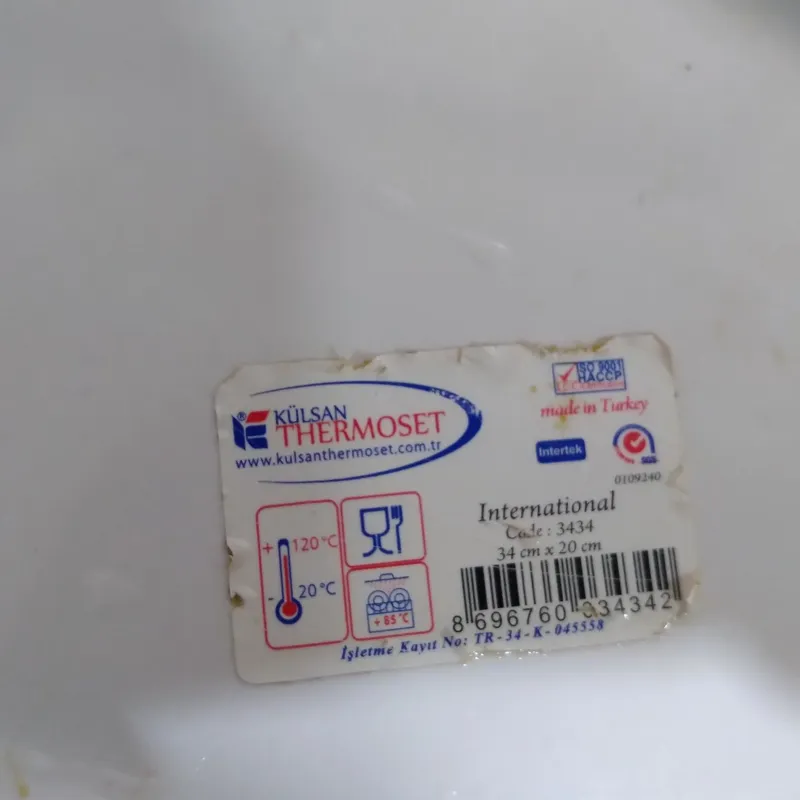 KÜLSAN
THERMOSET
www.kulsanthermoset.com.tr
ISO 9001
HACCP
made in Turkey
Intertek
SGS
0109240
International
Code : 3434
34 cm x 20 cm
+ 120 °C
- 20 °C
+ 85 °C
8 696760 334342
İşletme Kayıt No: TR-34-K-045558